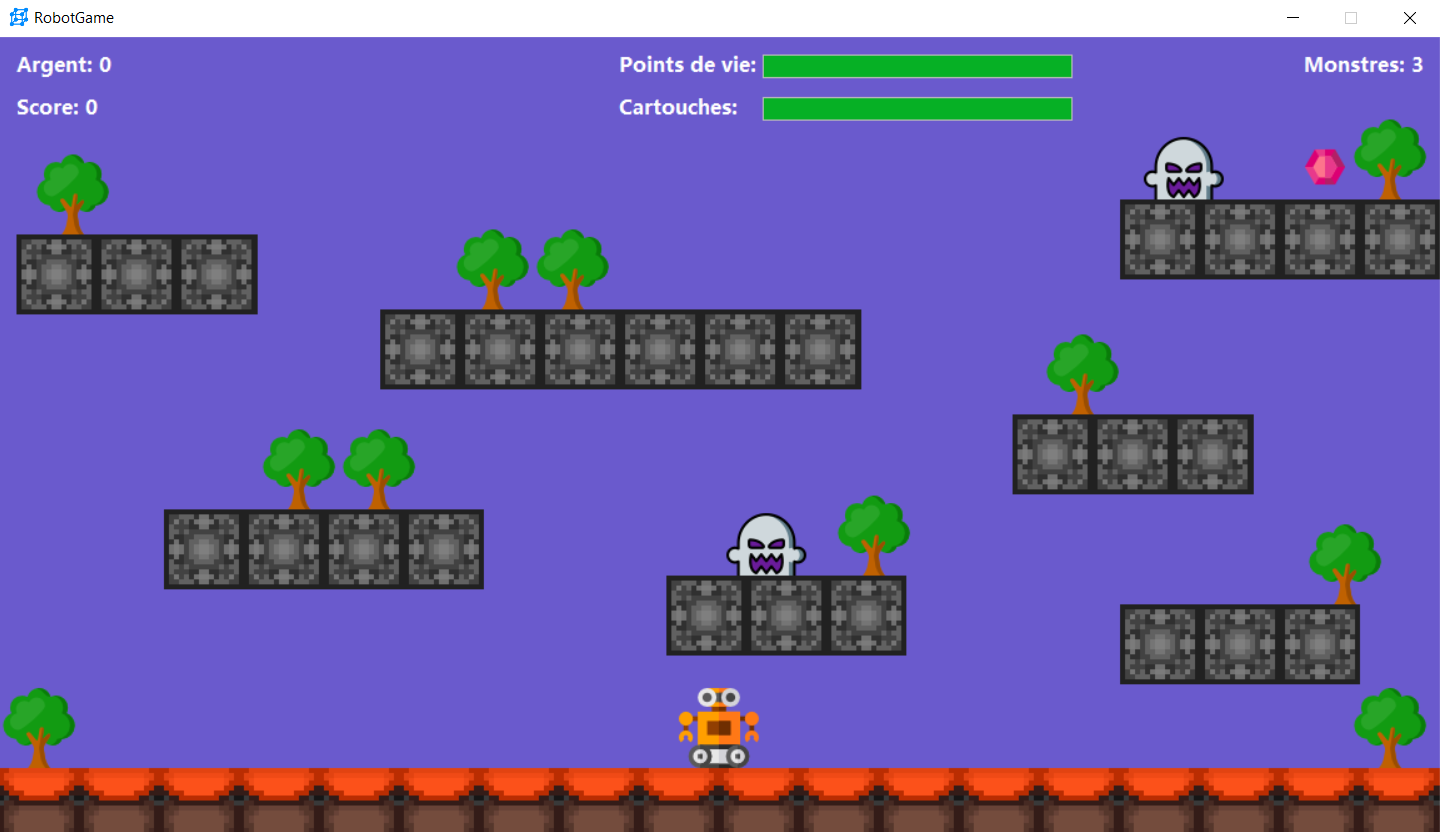 RobotGame
Argent: 0
Points de vie:
Monstres: 3
Score: 0
Cartouches: